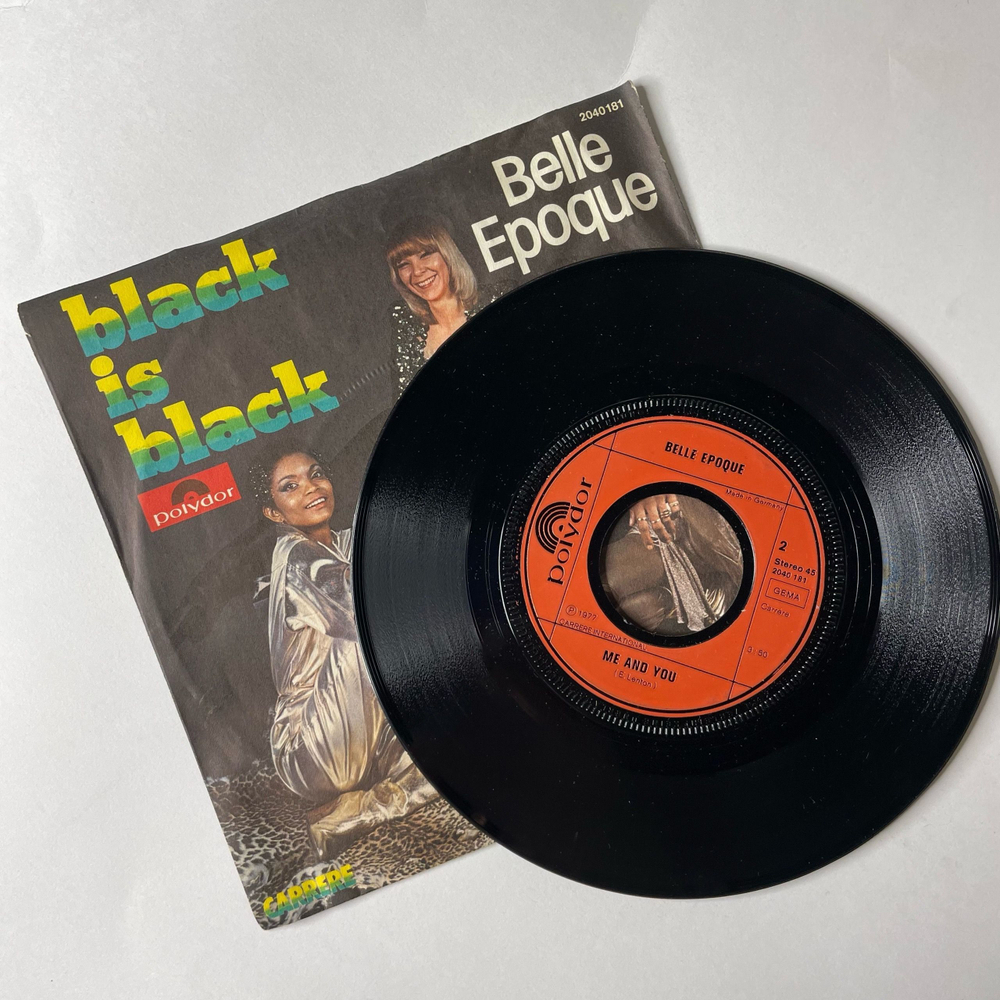 2040181
Belle
Epoque
black
is
black
polydor
CARRERE
BELLE EPOQUE
Made in Germany
polydor
2
Stereo 45
2040 181
GEMA
Carrere
Ⓟ 1977
CARRERE INTERNATIONAL
3:50
ME AND YOU
(E. Lenton)